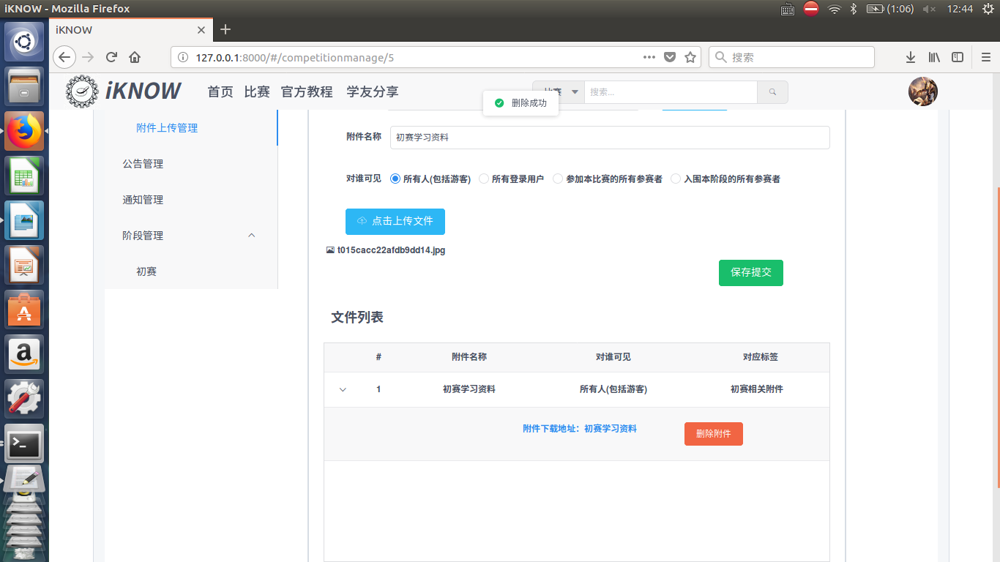 iKNOW - Mozilla Firefox
(1:06)
12:44
iKNOW
127.0.0.1:8000/#/competitionmanage/5
搜索
iKNOW
首页 比赛 官方教程 学友分享
搜索...
删除成功
附件上传管理
公告管理
通知管理
阶段管理
初赛
附件名称
初赛学习资料
对谁可见
所有人(包括游客)
所有登录用户
参加本比赛的所有参赛者
入围本阶段的所有参赛者
点击上传文件
t015cacc22afdb9dd14.jpg
保存提交
文件列表
# 附件名称 对谁可见 对应标签
1 初赛学习资料 所有人(包括游客) 初赛相关附件
附件下载地址：初赛学习资料
删除附件